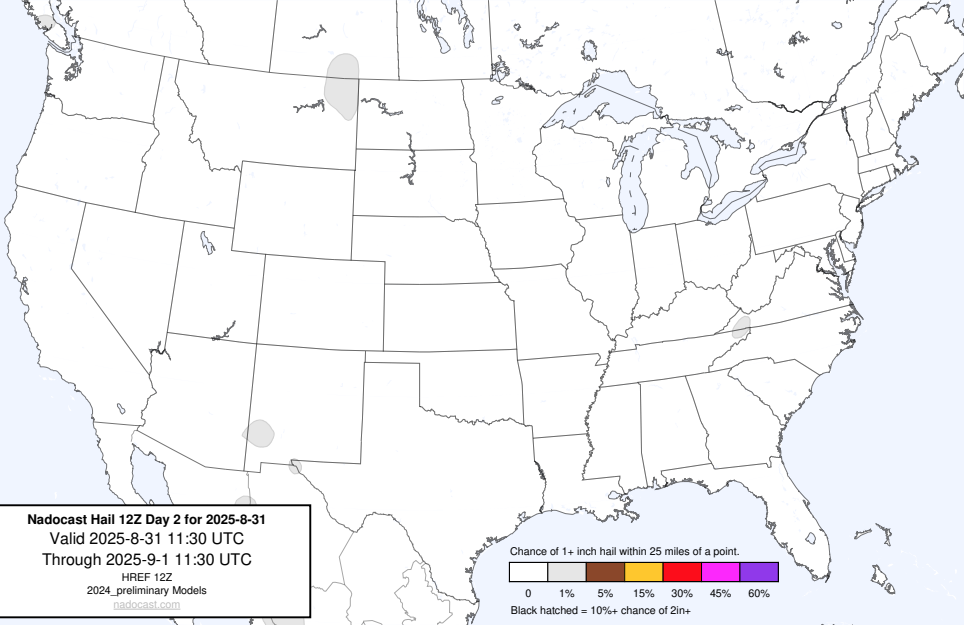 Nadocast Hail 12Z Day 2 for 2025-8-31
Valid 2025-8-31 11:30 UTC
Through 2025-9-1 11:30 UTC
HREF 12Z
2024_preliminary Models
nadocast.com
Chance of 1+ inch hail within 25 miles of a point.
0 1% 5% 15% 30% 45% 60%
Black hatched = 10%+ chance of 2in+